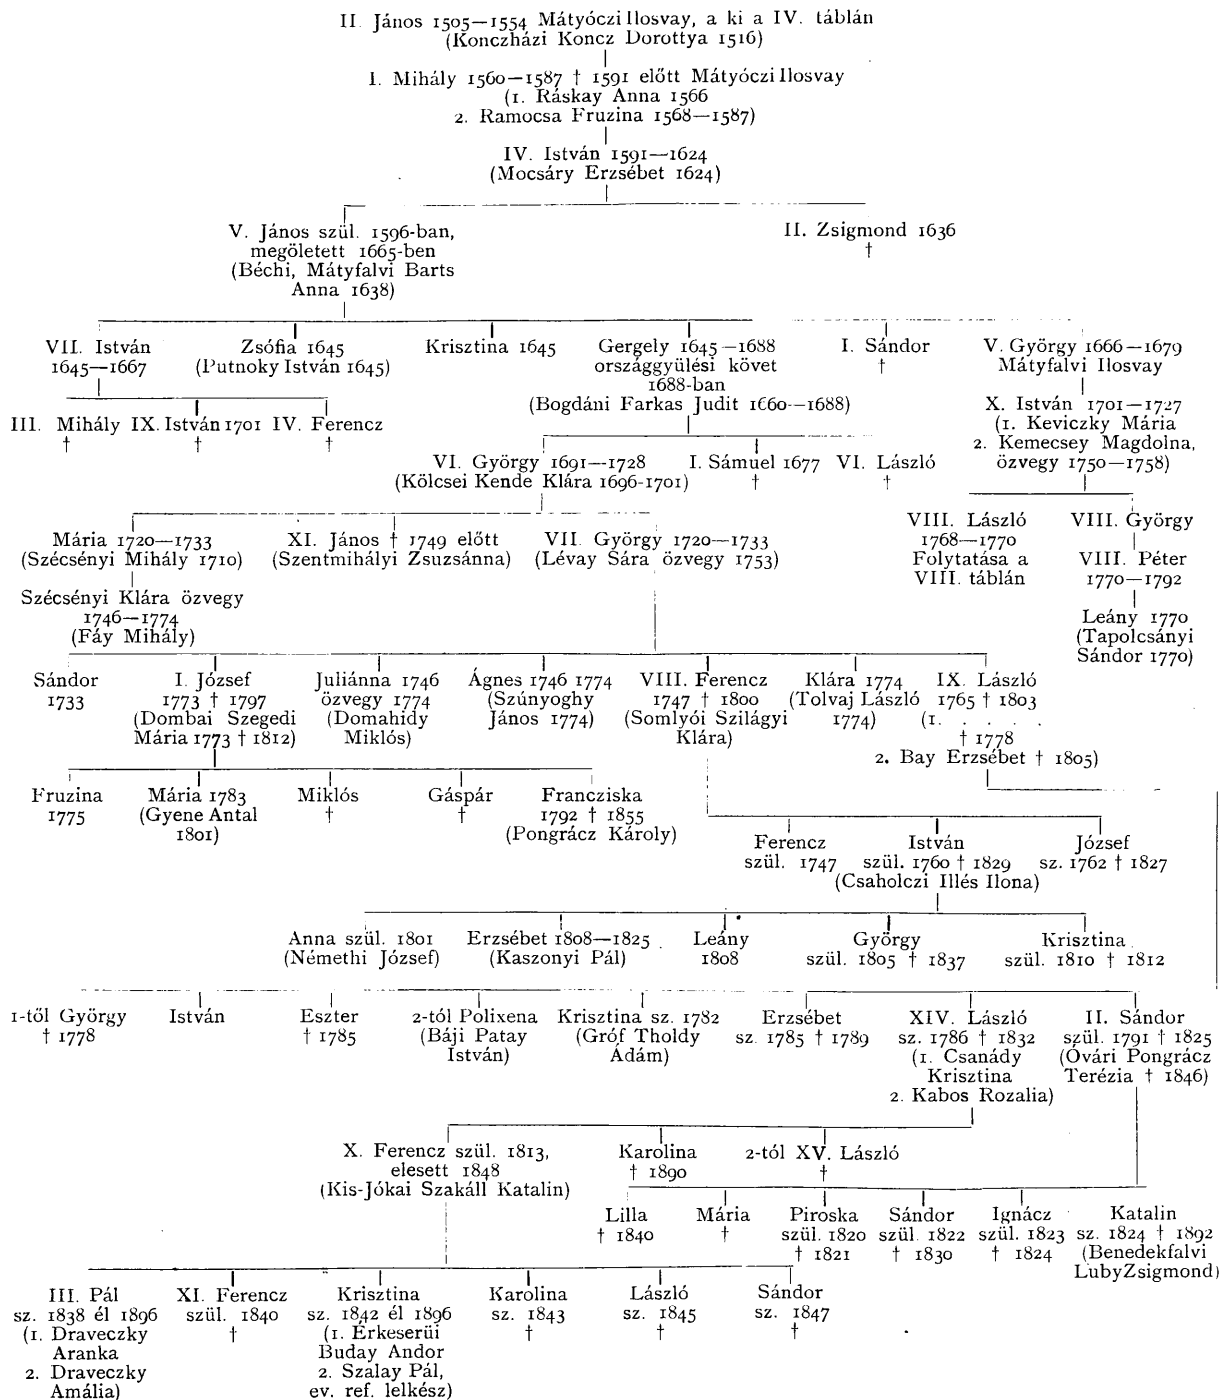 II. János 1505—1554 Mátyóczi Ilosvay, a ki a IV. táblán
(Konczházi Koncz Dorottya 1516)
I. Mihály 1560—1587 † 1591 előtt Mátyóczi Ilosvay
(1. Ráskay Anna 1566
2. Ramocsa Fruzina 1568—1587)
IV. István 1591—1624
(Mocsáry Erzsébet 1624)
V. János szül. 1596-ban,
megöletett 1665-ben
(Béchi, Mátyfalvi Barts
Anna 1638)
II. Zsigmond 1636
†
VII. István
1645—1667
Zsófia 1645
(Putnoky István 1645)
Krisztina 1645
Gergely 1645—1688
országgyülési követ
1688-ban
(Bogdáni Farkas Judit 1660—1688)
I. Sándor
†
V. György 1666—1679
Mátyfalvi Ilosvay
III. Mihály
†
IX. István 1701
†
IV. Ferencz
†
X. István 1701—1727
(1. Keviczky Mária
2. Kemecsey Magdolna,
özvegy 1750—1758)
VI. György 1691—1728
(Kölcsei Kende Klára 1696-1701)
I. Sámuel 1677
†
VI. László
†
VIII. László
1768—1770
Folytatása a
VIII. táblán
VIII. György
VIII. Péter
1770—1792
Leány 1770
(Tapolcsányi
Sándor 1770)
Mária 1720—1733
(Szécsényi Mihály 1710)
XI. János † 1749 előtt
(Szentmihályi Zsuzsánna)
VII. György 1720—1733
(Lévay Sára özvegy 1753)
Szécsényi Klára özvegy
1746—1774
(Fáy Mihály)
Sándor
1733
I. József
1773 † 1797
(Dombai Szegedi
Mária 1773 † 1812)
Juliánna 1746
özvegy 1774
(Domahidy
Miklós)
Ágnes 1746 1774
(Szúnyoghy
János 1774)
VIII. Ferencz
1747 † 1800
(Somlyói Szilágyi
Klára)
Klára 1774
(Tolvaj László
1774)
IX. László
1765 † 1803
(1. . . . .
† 1778
2. Bay Erzsébet † 1805)
Fruzina
1775
Mária 1783
(Gyene Antal
1801)
Miklós
†
Gáspár
†
Francziska
1792 † 1855
(Pongrácz Károly)
Ferencz
szül. 1747
István
szül. 1760 † 1829
(Csaholczi Illés Ilona)
József
sz. 1762 † 1827
Anna szül. 1801
(Némethi József)
Erzsébet 1808—1825
(Kaszonyi Pál)
Leány
1808
György
szül. 1805 † 1837
Krisztina
szül. 1810 † 1812
1-től György
† 1778
István
Eszter
† 1785
2-tól Polixena
(Báji Patay
István)
Krisztina sz. 1782
(Gróf Tholdy
Ádám)
Erzsébet
sz. 1785 † 1789
XIV. László
sz. 1786 † 1832
(1. Csanády
Krisztina
2. Kabos Rozalia)
II. Sándor
szül. 1791 † 1825
(Óvári Pongrácz
Terézia † 1846)
X. Ferencz szül. 1813,
elesett 1848
(Kis-Jókai Szakáll Katalin)
Karolina
† 1890
2-tól XV. László
†
Lilla
† 1840
Mária
†
Piroska
szül. 1820
† 1821
Sándor
szül. 1822
† 1830
Ignácz
szül. 1823
† 1824
Katalin
sz. 1824 † 1892
(Benedekfalvi
LubyZsigmond)
III. Pál
sz. 1838 él 1896
(1. Draveczky
Aranka
2. Draveczky
Amália)
XI. Ferencz
szül. 1840
†
Krisztina
sz. 1842 él 1896
(1. Érkeserüi
Buday Andor
2. Szalay Pál,
ev. ref. lelkész)
Karolina
sz. 1843
†
László
sz. 1845
†
Sándor
sz. 1847
†